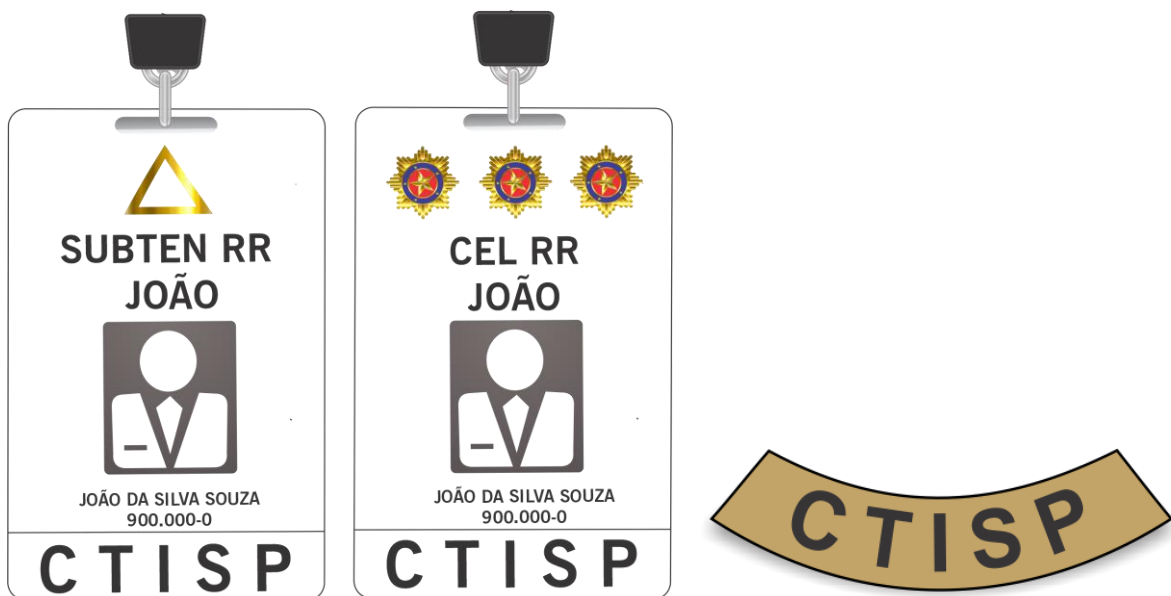 SUBTEN RR
JOÃO
JOÃO DA SILVA SOUZA
900.000-0
CTISP
CEL RR
JOÃO
JOÃO DA SILVA SOUZA
900.000-0
CTISP
CTISP